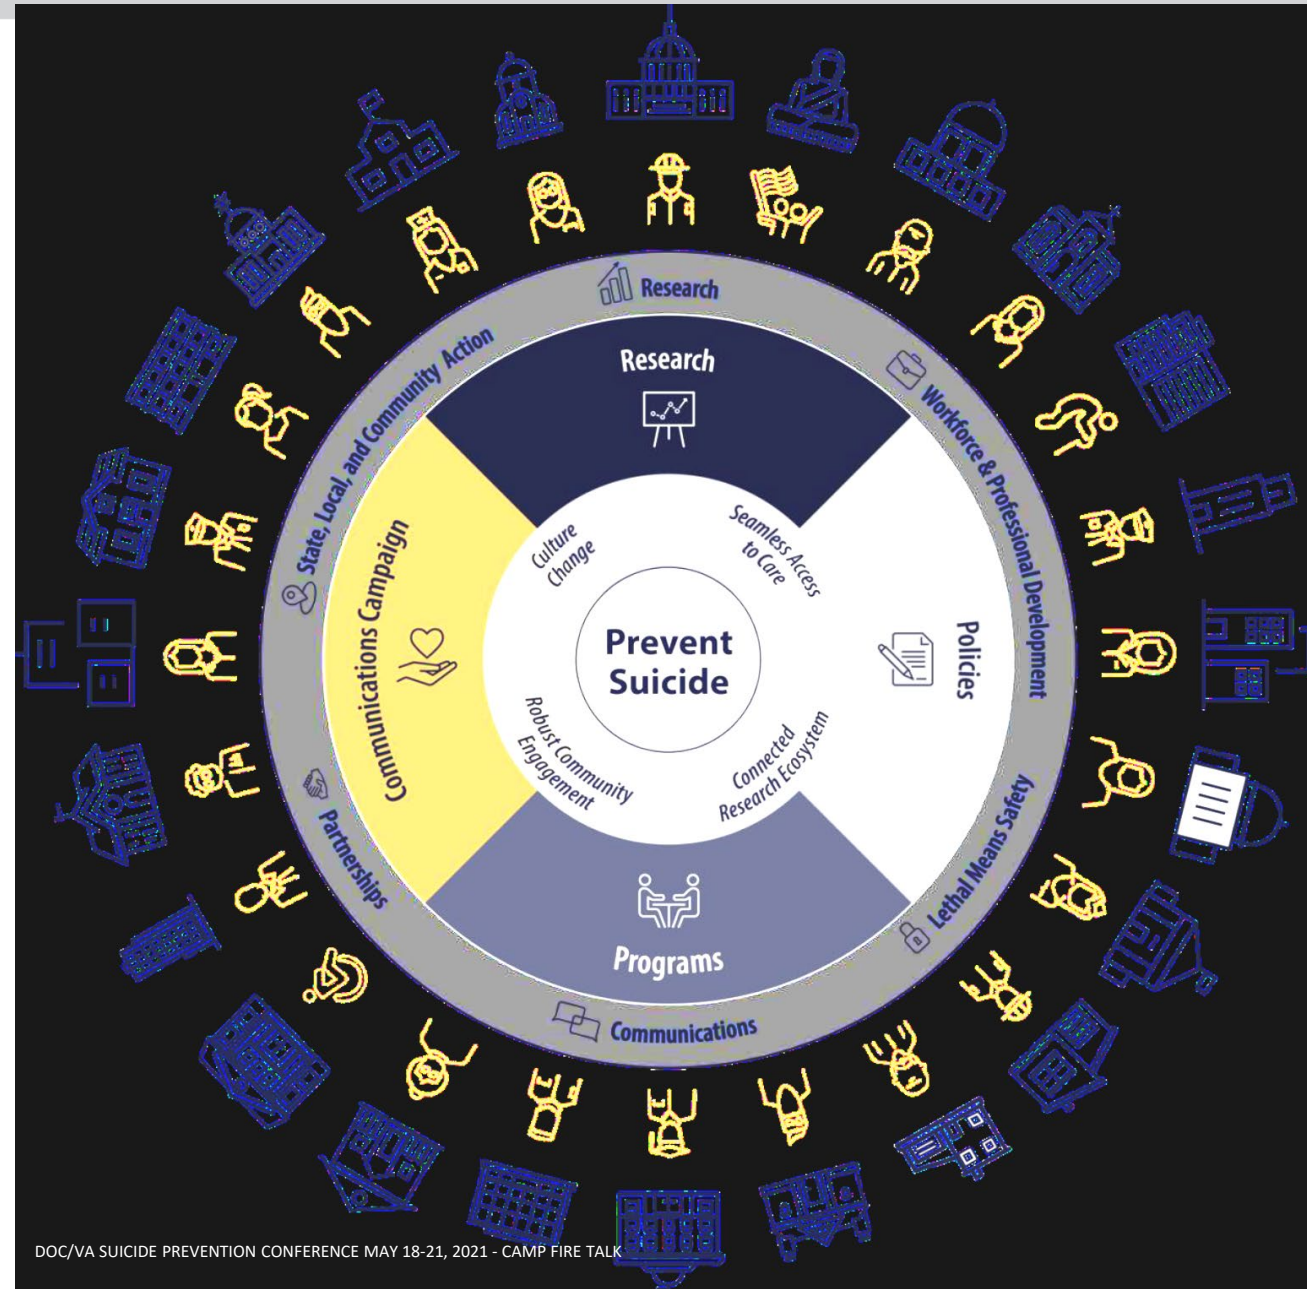 Research
Workforce & Professional Development
Lethal Means Safety
Communications
Partnerships
State, Local, and Community Action
Research
Policies
Programs
Communications Campaign
Culture
Change
Seamless Access
to Care
Connected
Research Ecosystem
Robust Community
Engagement
Prevent
Suicide
DOC/VA SUICIDE PREVENTION CONFERENCE MAY 18-21, 2021 - CAMP FIRE TALK